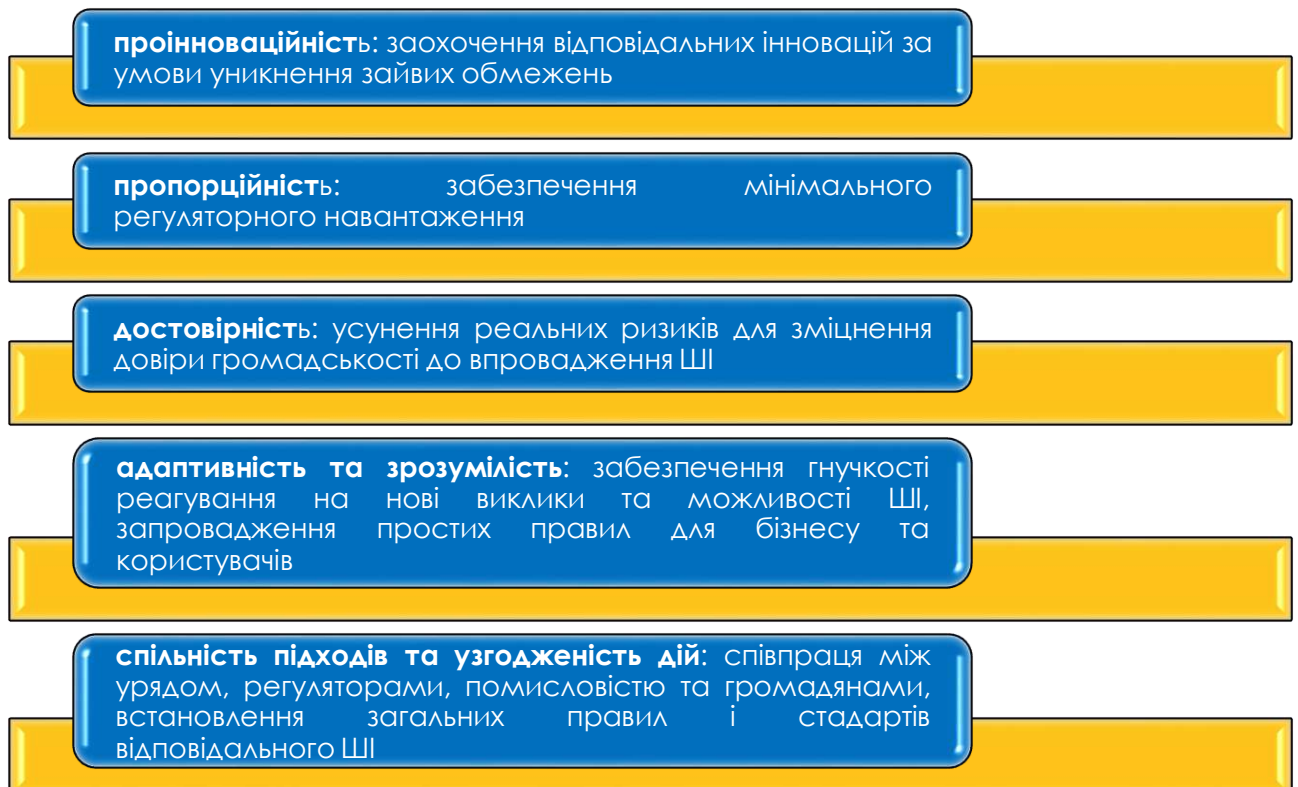 проінноваційність: заохочення відповідальних інновацій за
умови уникнення зайвих обмежень
пропорційність: забезпечення мінімального
регуляторного навантаження
достовірність: усунення реальних ризиків для зміцнення
довіри громадськості до впровадження ШІ
адаптивність та зрозумілість: забезпечення гнучкості
реагування на нові виклики та можливості ШІ,
запровадження простих правил для бізнесу та
користувачів
спільність підходів та узгодженість дій: співпраця між
урядом, регуляторами, помисловістю та громадянами,
встановлення загальних правил і стадартів
відповідального ШІ